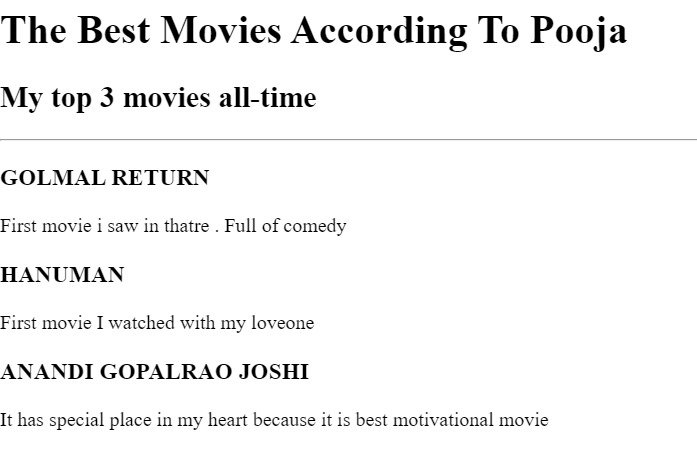 The Best Movies According To Pooja
My top 3 movies all-time
GOLMAL RETURN
First movie i saw in thatre . Full of comedy
HANUMAN
First movie I watched with my loveone
ANANDI GOPALRAO JOSHI
It has special place in my heart because it is best motivational movie